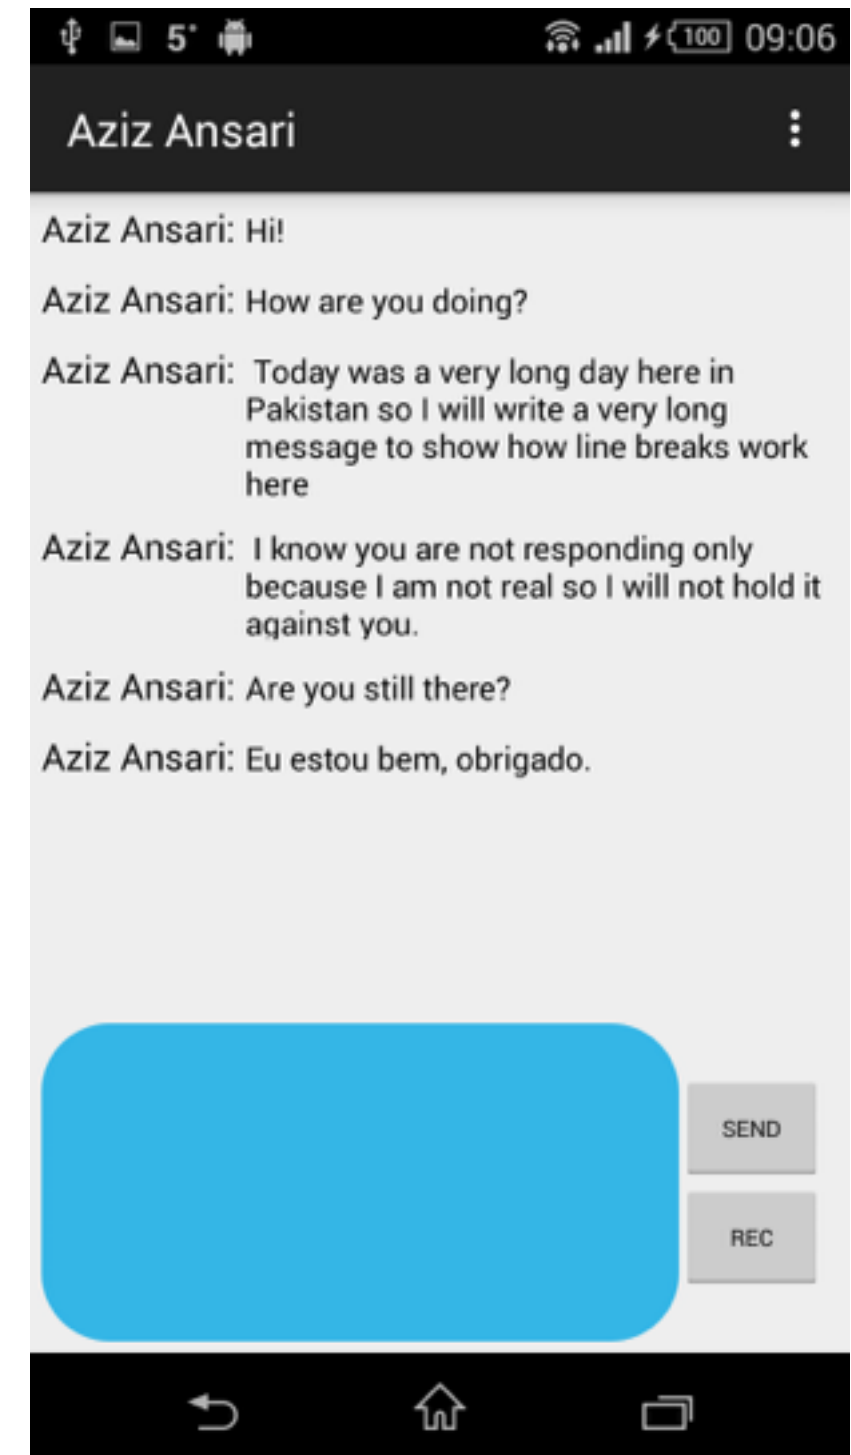 5° 100 09:06
Aziz Ansari
Aziz Ansari: Hi!
Aziz Ansari: How are you doing?
Aziz Ansari: Today was a very long day here in
Pakistan so I will write a very long
message to show how line breaks work
here
Aziz Ansari: I know you are not responding only
because I am not real so I will not hold it
against you.
Aziz Ansari: Are you still there?
Aziz Ansari: Eu estou bem, obrigado.
SEND
REC